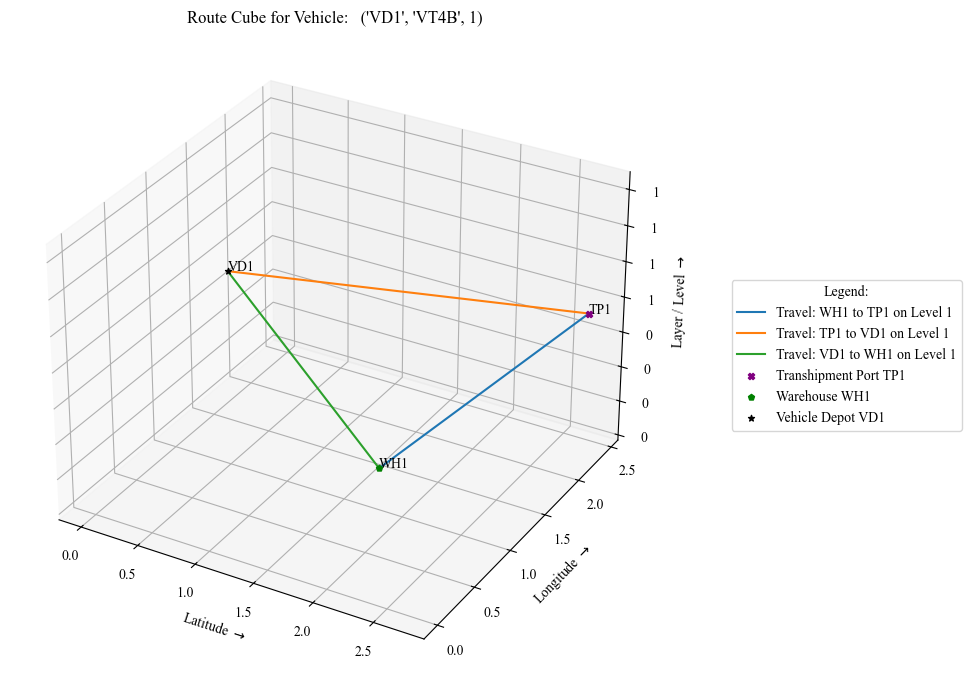 Route Cube for Vehicle: ('VD1', 'VT4B', 1)
VD1
TP1
WH1
0.0
0.5
1.0
1.5
2.0
2.5
Latitude →
0.0
0.5
1.0
1.5
2.0
2.5
Longitude →
0
0
0
0
1
1
1
1
Layer / Level →
Legend:
Travel: WH1 to TP1 on Level 1
Travel: TP1 to VD1 on Level 1
Travel: VD1 to WH1 on Level 1
Transhipment Port TP1
Warehouse WH1
Vehicle Depot VD1